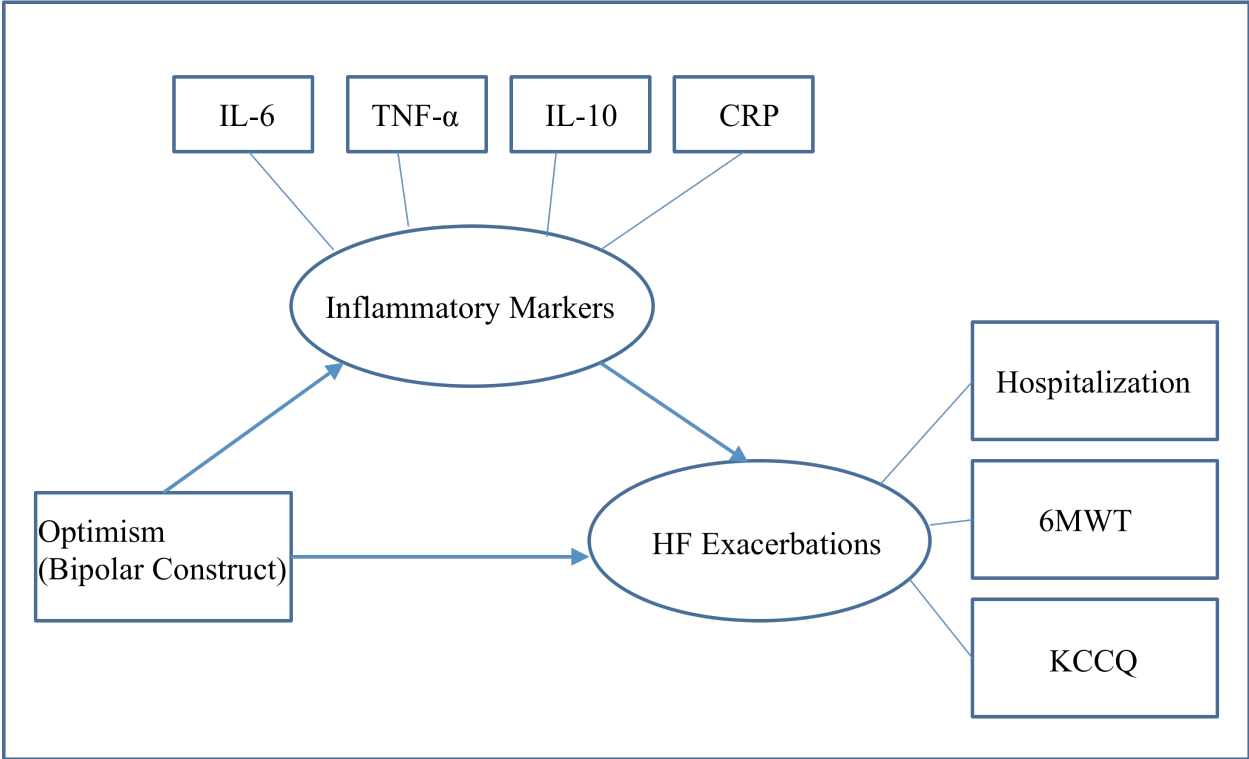 IL-6
TNF-α
IL-10
CRP
Inflammatory Markers
Hospitalization
Optimism
(Bipolar Construct)
HF Exacerbations
6MWT
KCCQ